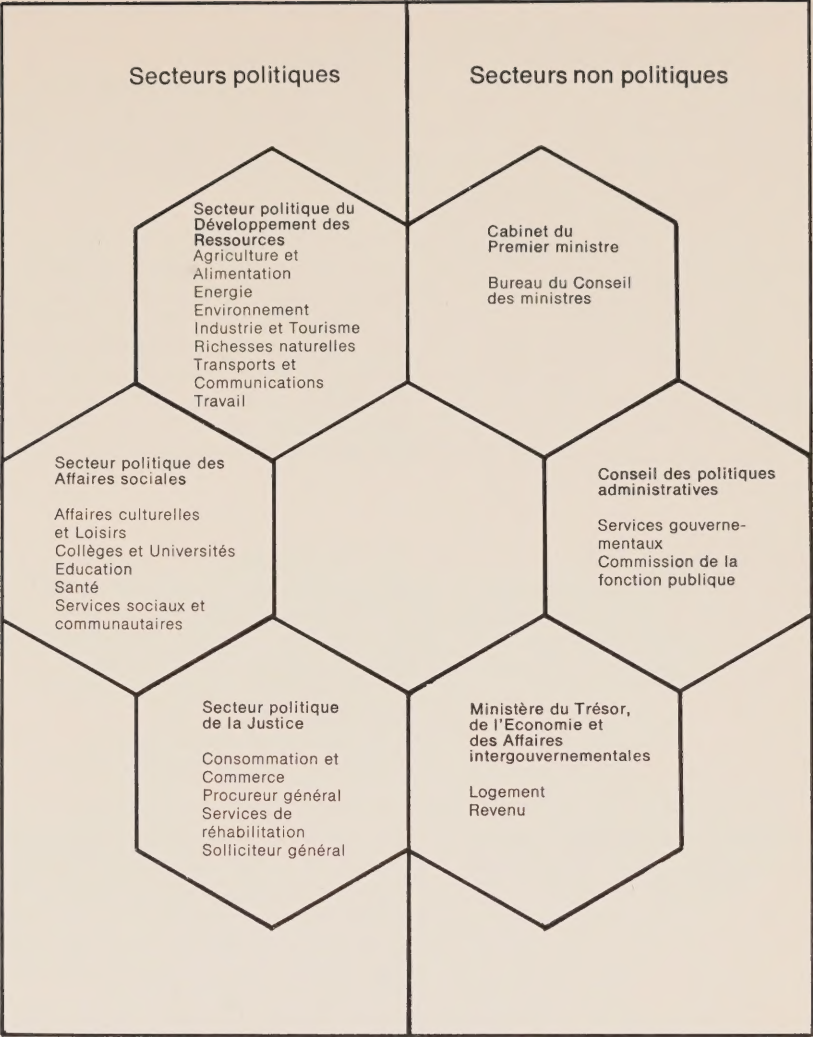 Secteurs politiques
Secteurs non politiques
Secteur politique du
Développement des
Ressources
Agriculture et
Alimentation
Energie
Environnement
Industrie et Tourisme
Richesses naturelles
Transports et
Communications
Travail
Cabinet du
Premier ministre
Bureau du Conseil
des ministres
Secteur politique des
Affaires sociales
Affaires culturelles
et Loisirs
Collèges et Universités
Education
Santé
Services sociaux et
communautaires
Conseil des politiques
administratives
Services gouverne-
mentaux
Commission de la
fonction publique
Secteur politique
de la Justice
Consommation et
Commerce
Procureur général
Services de
réhabilitation
Solliciteur général
Ministère du Trésor,
de l'Economie et
des Affaires
intergouvernementales
Logement
Revenu